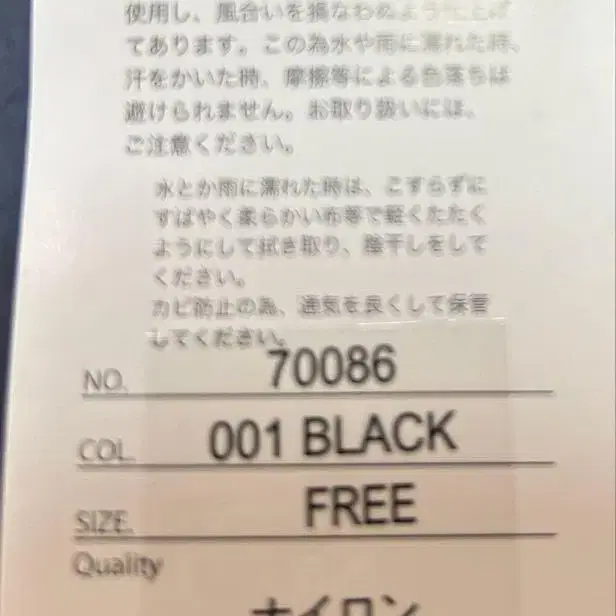 使用し、風合いを損なわぬように仕上げ
てあります。この為水や雨に濡れた時、
汗をかいた時、摩擦等による色落ちは
避けられません。お取り扱いには、
ご注意ください。
水とか雨に濡れた時は、こすらずに
すばやく柔らかい布等で軽くたたく
ようにして拭き取り、陰干しをして
ください。
カビ防止の為、通気を良くして保管
してください。
NO. 70086
COL. 001 BLACK
SIZE. FREE
Quality
ナイロン